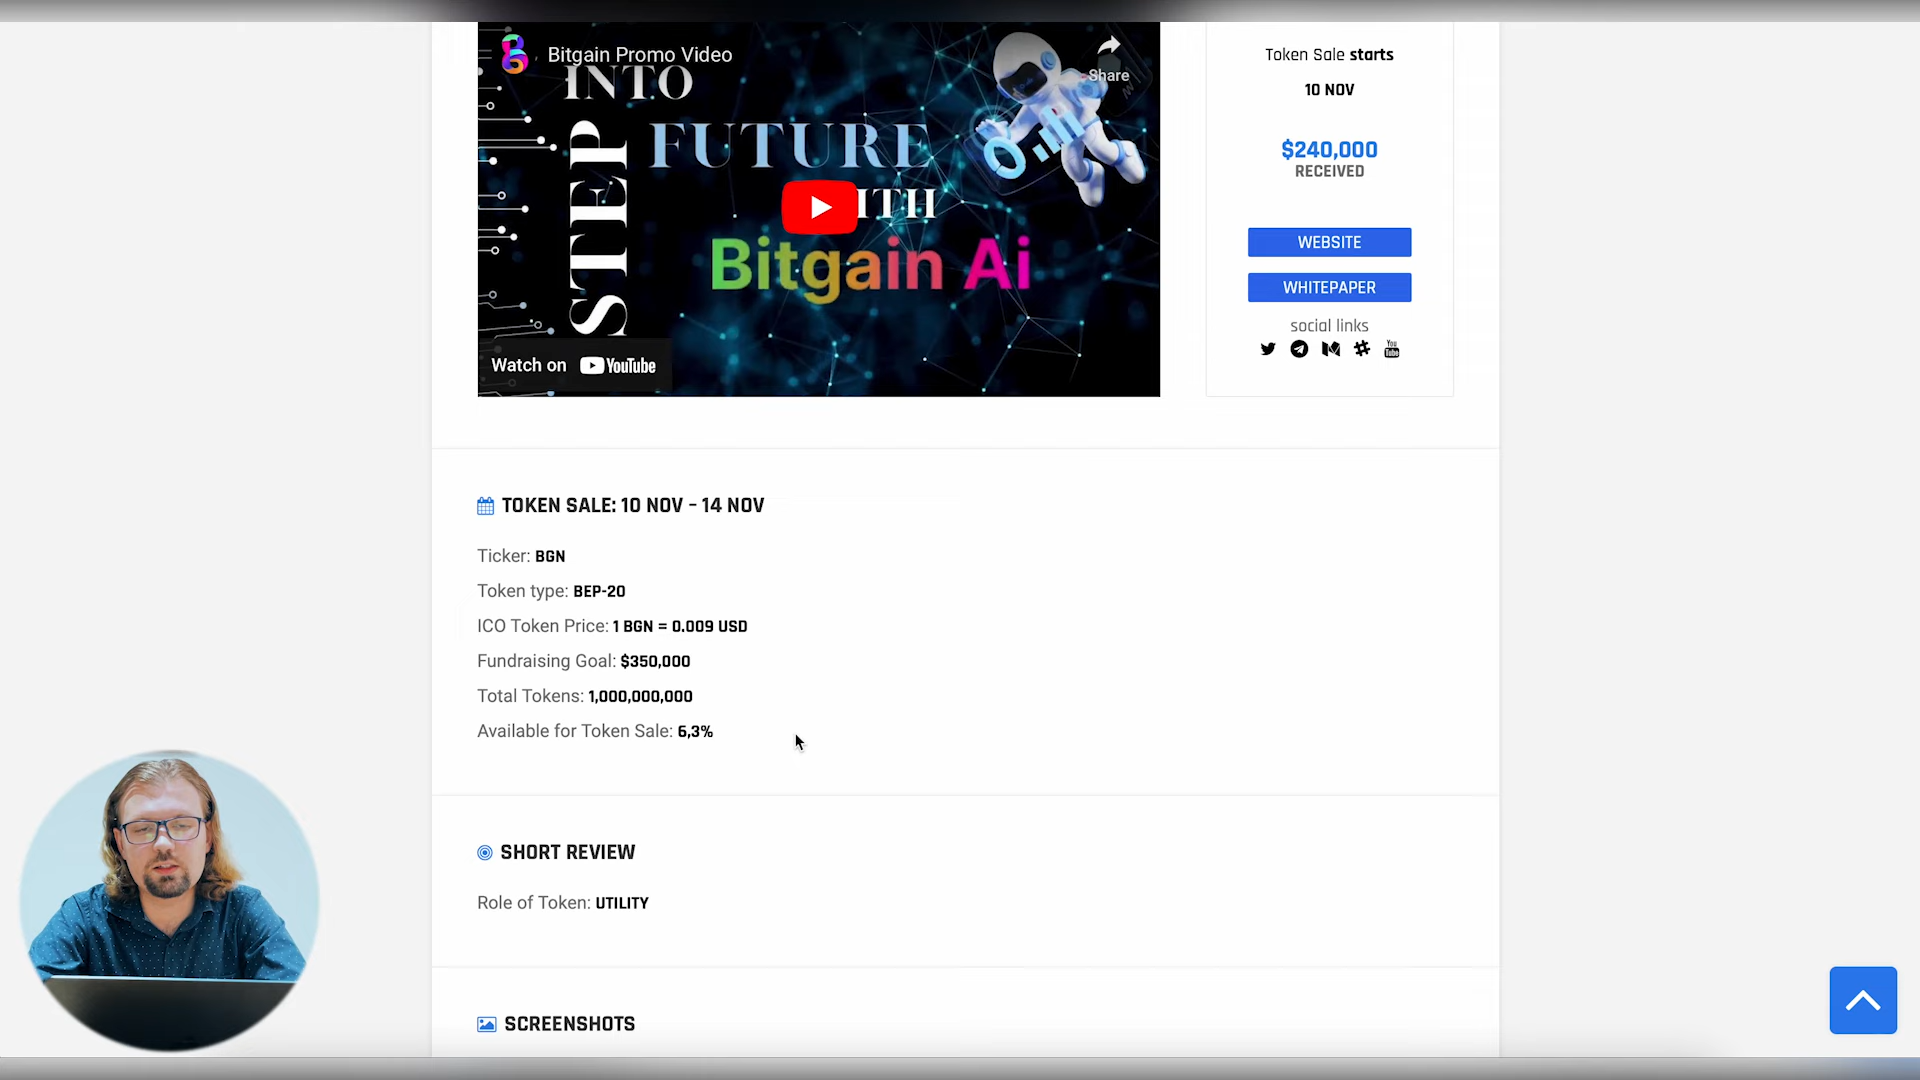 Bitgain Promo Video
Share
STEP
INTO
FUTURE
ITH
Bitgain Ai
Watch on YouTube
Token Sale starts
10 NOV
$240,000
RECEIVED
WEBSITE
WHITEPAPER
social links
You
Tube
TOKEN SALE: 10 NOV – 14 NOV
Ticker: BGN
Token type: BEP-20
ICO Token Price: 1 BGN = 0.009 USD
Fundraising Goal: $350,000
Total Tokens: 1,000,000,000
Available for Token Sale: 6,3%
SHORT REVIEW
Role of Token: UTILITY
SCREENSHOTS